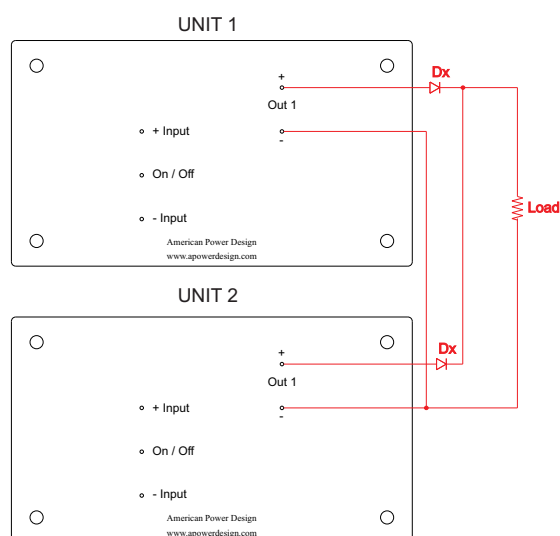 UNIT 1
+
Dx
Out 1
+ Input
-
On / Off
Load
- Input
American Power Design
www.apowerdesign.com
UNIT 2
+
Dx
Out 1
+ Input
-
On / Off
- Input
American Power Design
www.apowerdesign.com